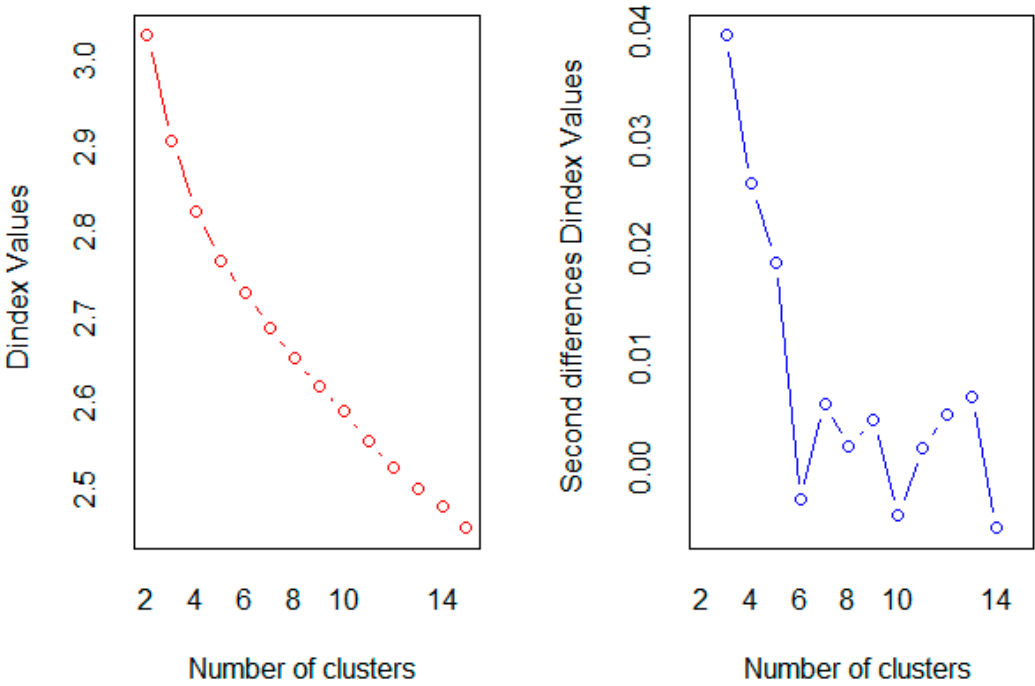 Dindex Values
3.0
2.9
2.8
2.7
2.6
2.5
2 4 6 8 10 14
Number of clusters
Second differences Dindex Values
0.04
0.03
0.02
0.01
0.00
2 4 6 8 10 14
Number of clusters